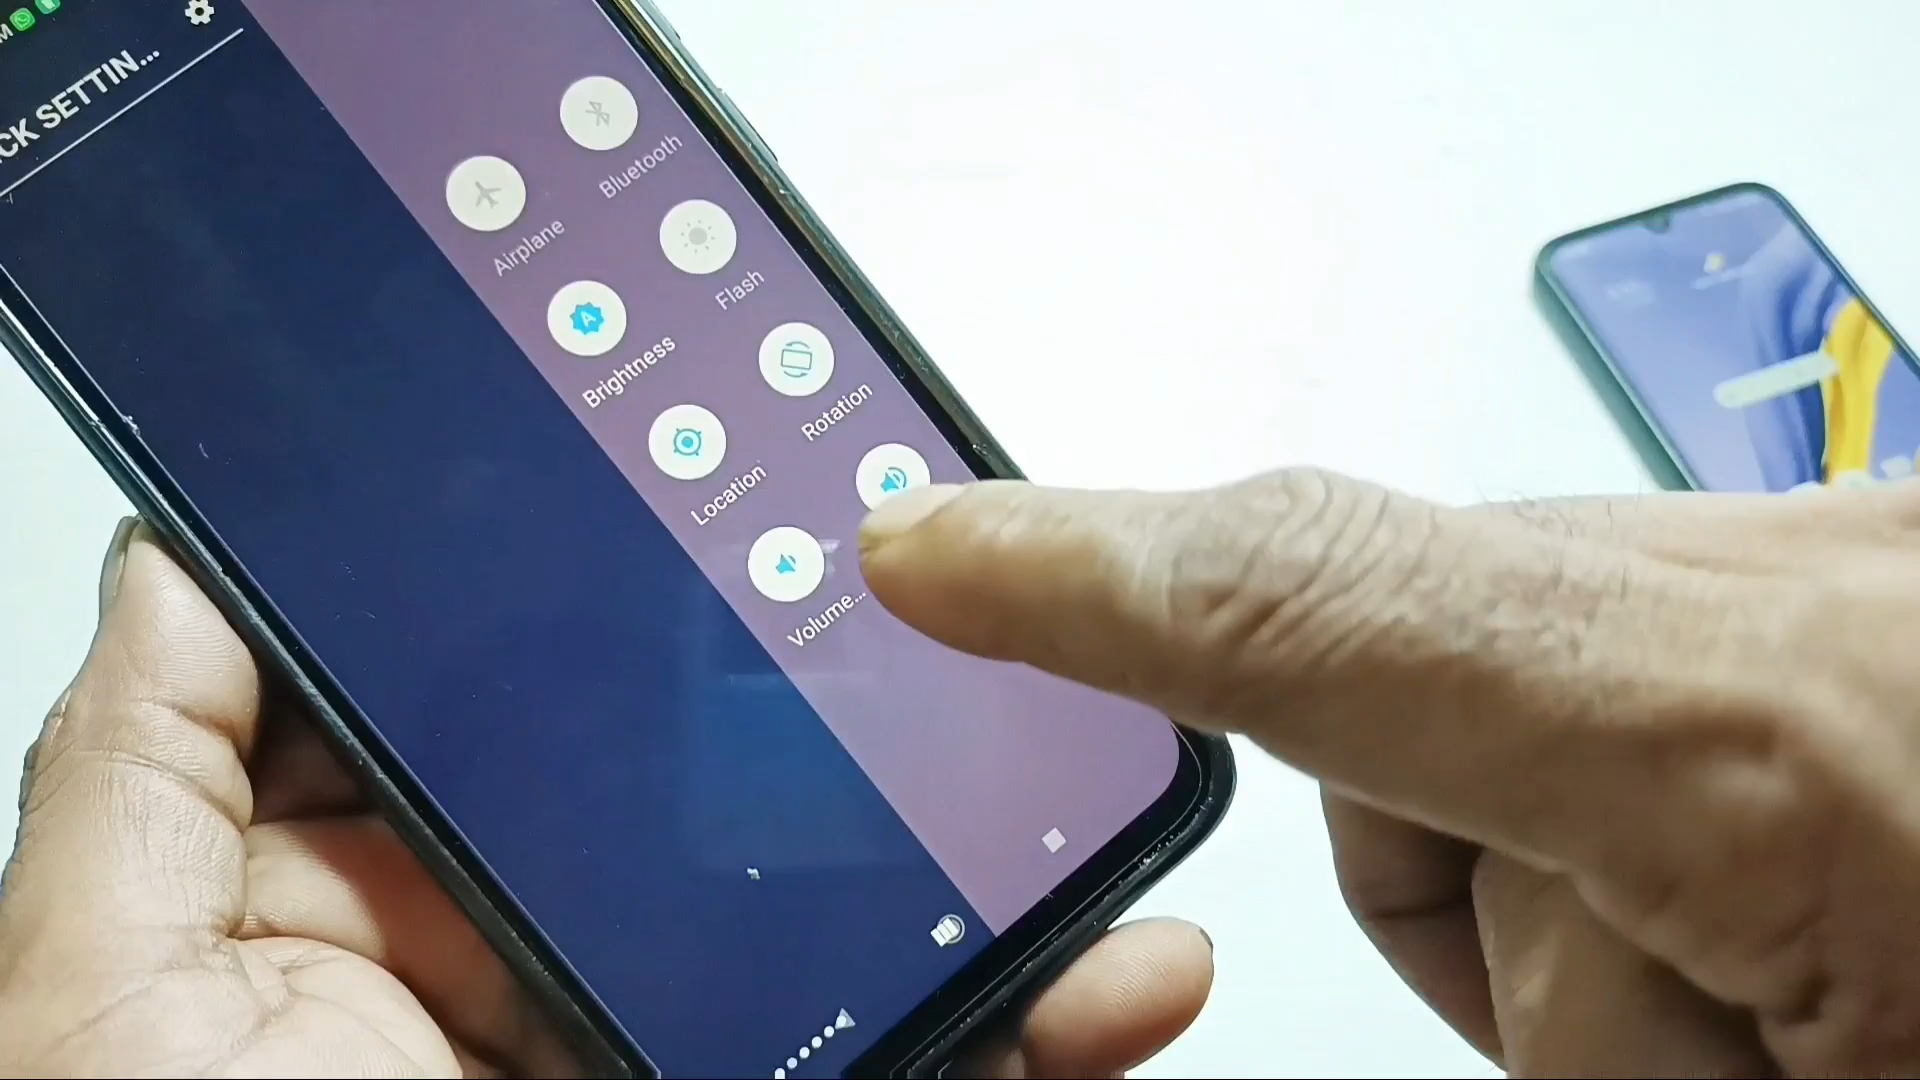 CK SETTIN...
Bluetooth
Airplane
Flash
Brightness
Rotation
Location
Volume...